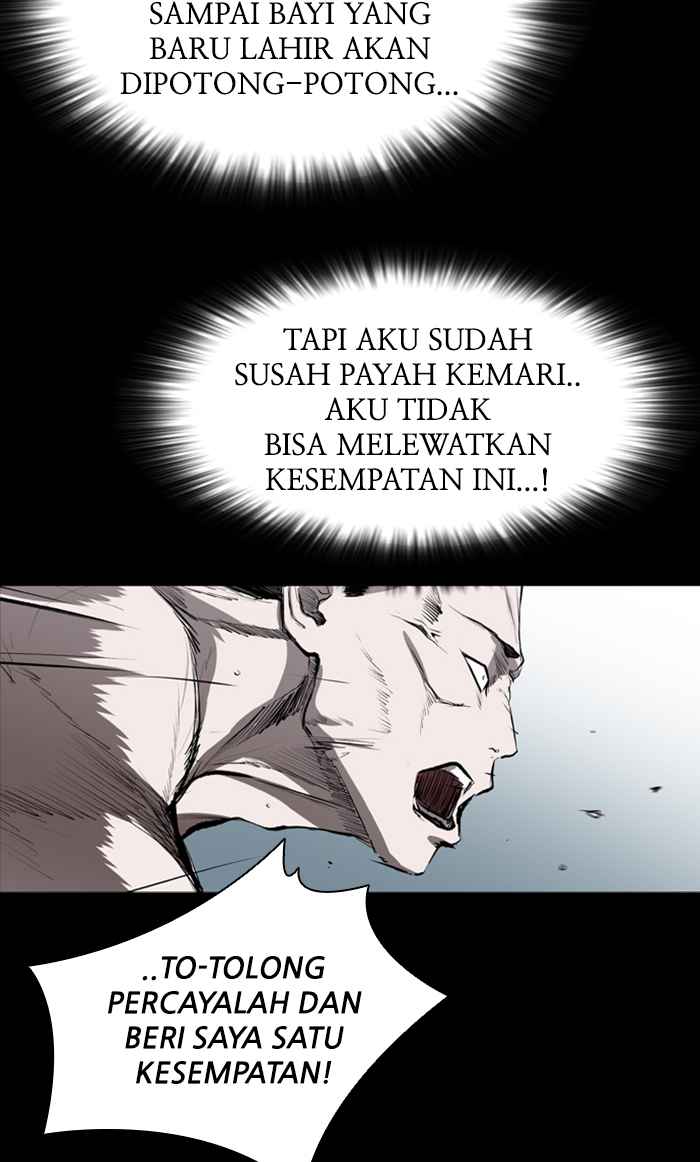 SAMPAI BAYI YANG
BARU LAHIR AKAN
DIPOTONG-POTONG...
TAPI AKU SUDAH
SUSAH PAYAH KEMARI..
AKU TIDAK
BISA MELEWATKAN
KESEMPATAN INI...!
..TO-TOLONG
PERCAYALAH DAN
BERI SAYA SATU
KESEMPATAN!